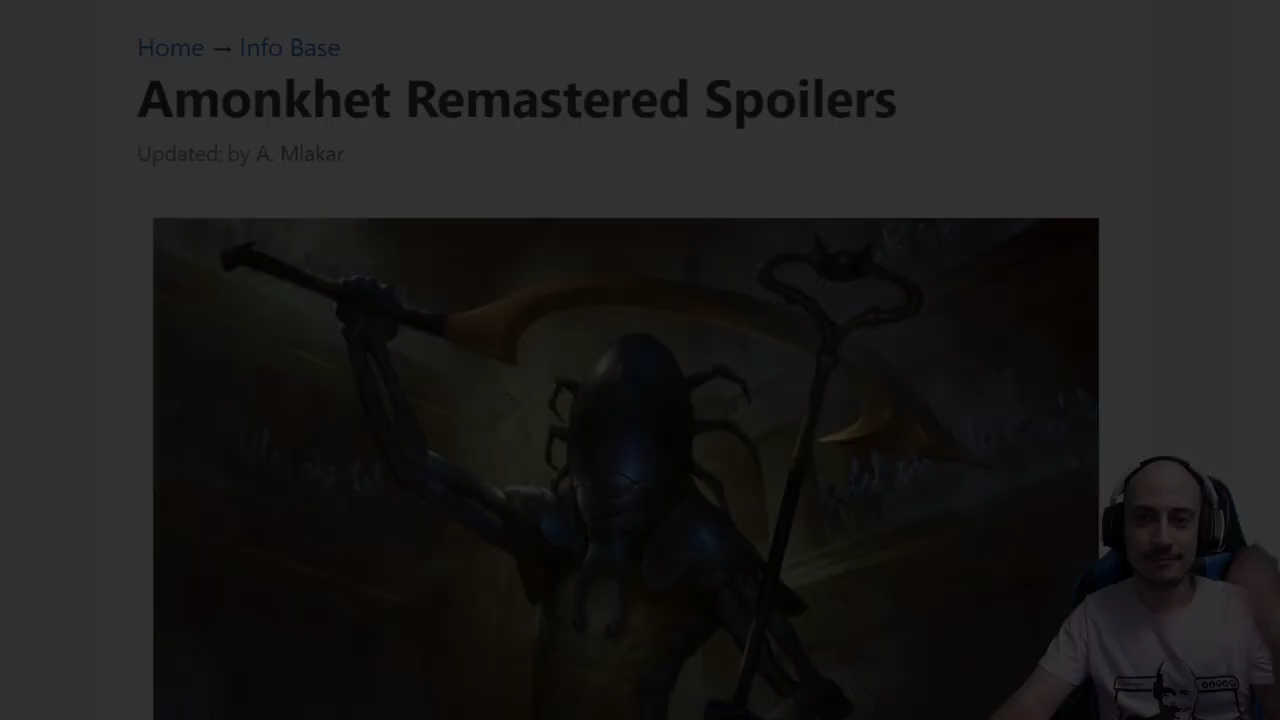 Home → Info Base
Amonkhet Remastered Spoilers
Updated: by A. Mlakar